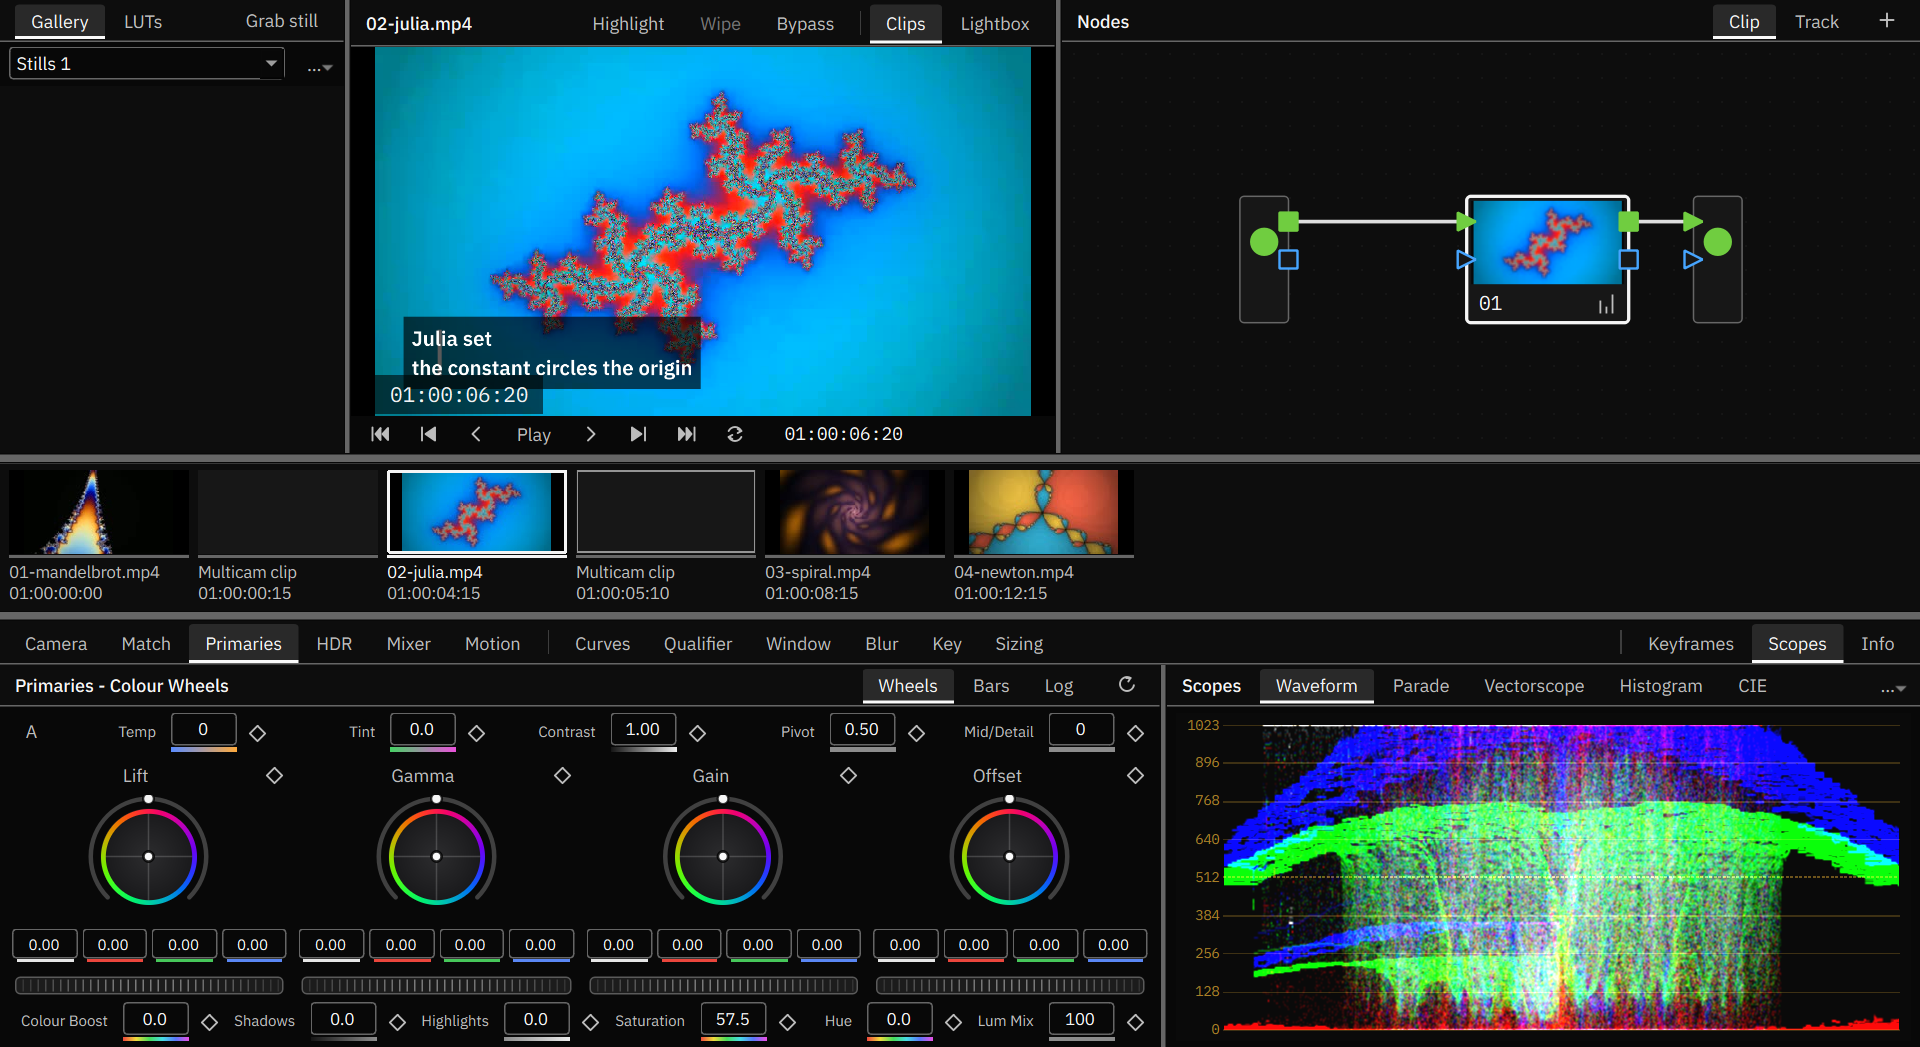 Gallery LUTs Grab still
Stills 1 ...
02-julia.mp4 Highlight Wipe Bypass Clips Lightbox
Julia set
the constant circles the origin
01:00:06:20
Play 01:00:06:20
Nodes Clip Track +
01
01-mandelbrot.mp4 Multicam clip 02-julia.mp4 Multicam clip 03-spiral.mp4 04-newton.mp4
01:00:00:00 01:00:00:15 01:00:04:15 01:00:05:10 01:00:08:15 01:00:12:15
Camera Match Primaries HDR Mixer Motion Curves Qualifier Window Blur Key Sizing Keyframes Scopes Info
Primaries - Colour Wheels Wheels Bars Log
A Temp 0 Tint 0.0 Contrast 1.00 Pivot 0.50 Mid/Detail 0
Lift Gamma Gain Offset
0.00 0.00 0.00 0.00 0.00 0.00 0.00 0.00 0.00 0.00 0.00 0.00 0.00 0.00 0.00 0.00
Colour Boost 0.0 Shadows 0.0 Highlights 0.0 Saturation 57.5 Hue 0.0 Lum Mix 100
Scopes Waveform Parade Vectorscope Histogram CIE ...
1023
896
768
640
512
384
256
128
0